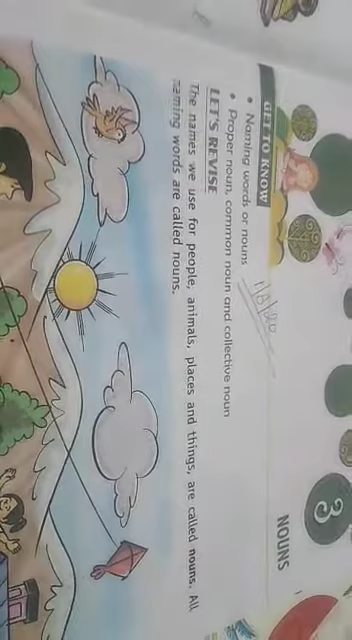 3
NOUNS
GET TO KNOW
• Naming words or nouns
• Proper noun, common noun and collective noun
LET'S REVISE
The names we use for people, animals, places and things, are called nouns. All
naming words are called nouns.